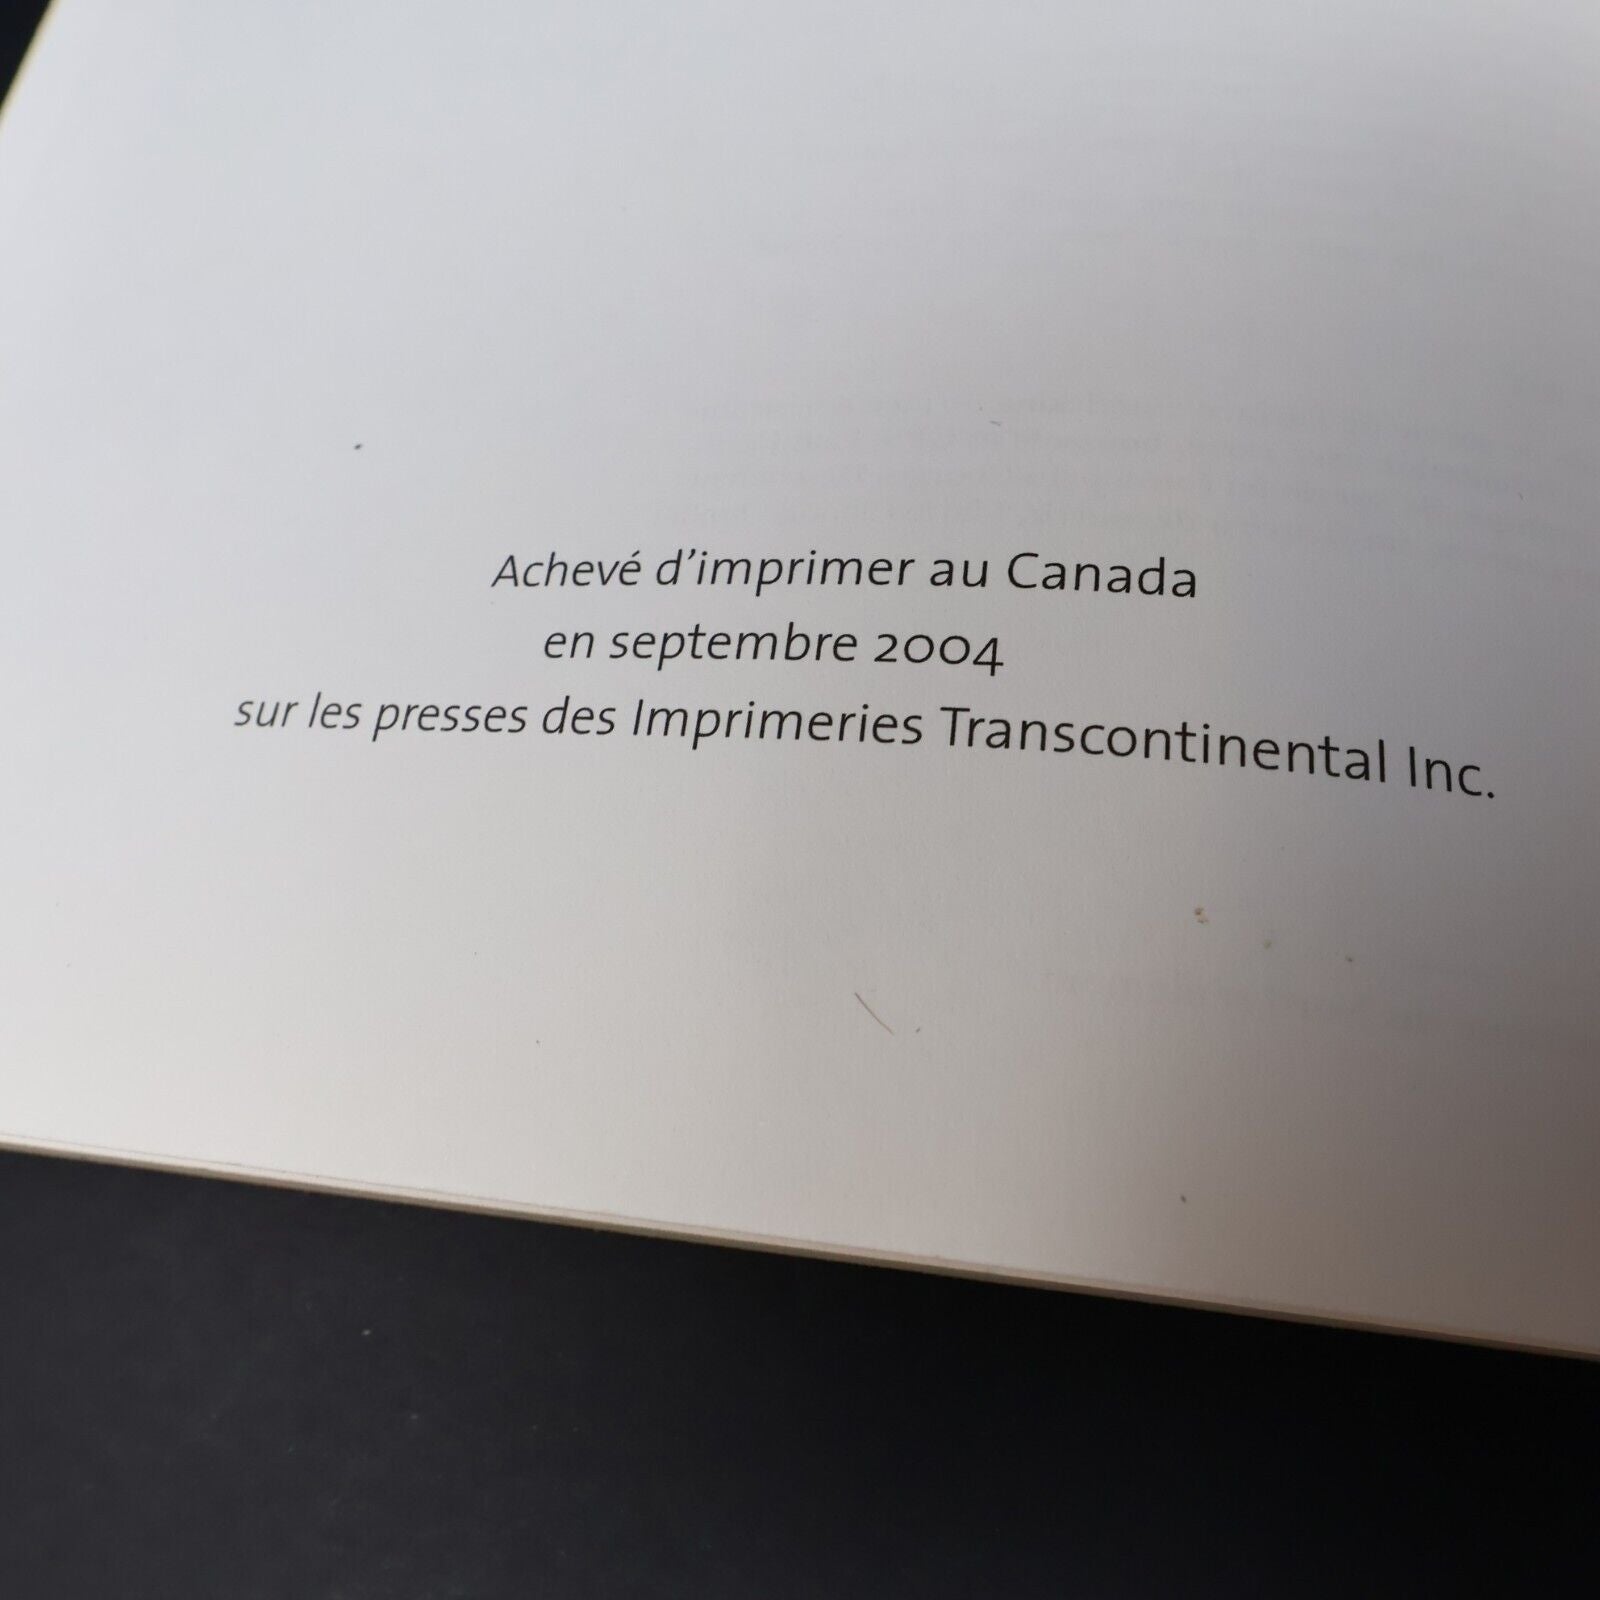 Achevé d'imprimer au Canada
en septembre 2004
sur les presses des Imprimeries Transcontinental Inc.